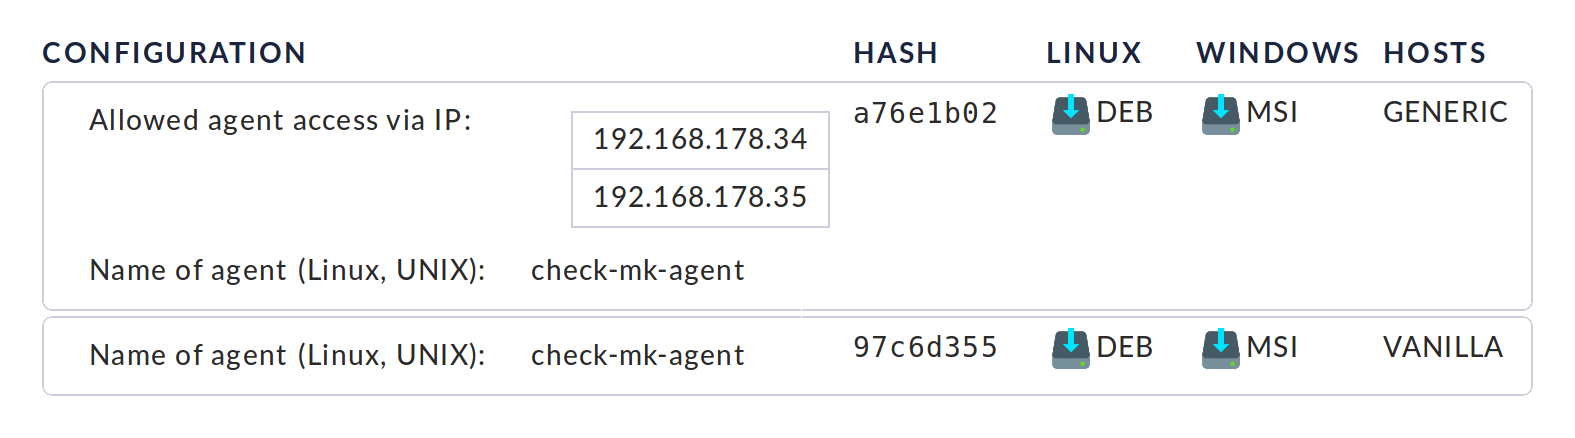 CONFIGURATION HASH LINUX WINDOWS HOSTS
Allowed agent access via IP: 192.168.178.34 a76e1b02 DEB MSI GENERIC
192.168.178.35
Name of agent (Linux, UNIX): check-mk-agent
Name of agent (Linux, UNIX): check-mk-agent 97c6d355 DEB MSI VANILLA